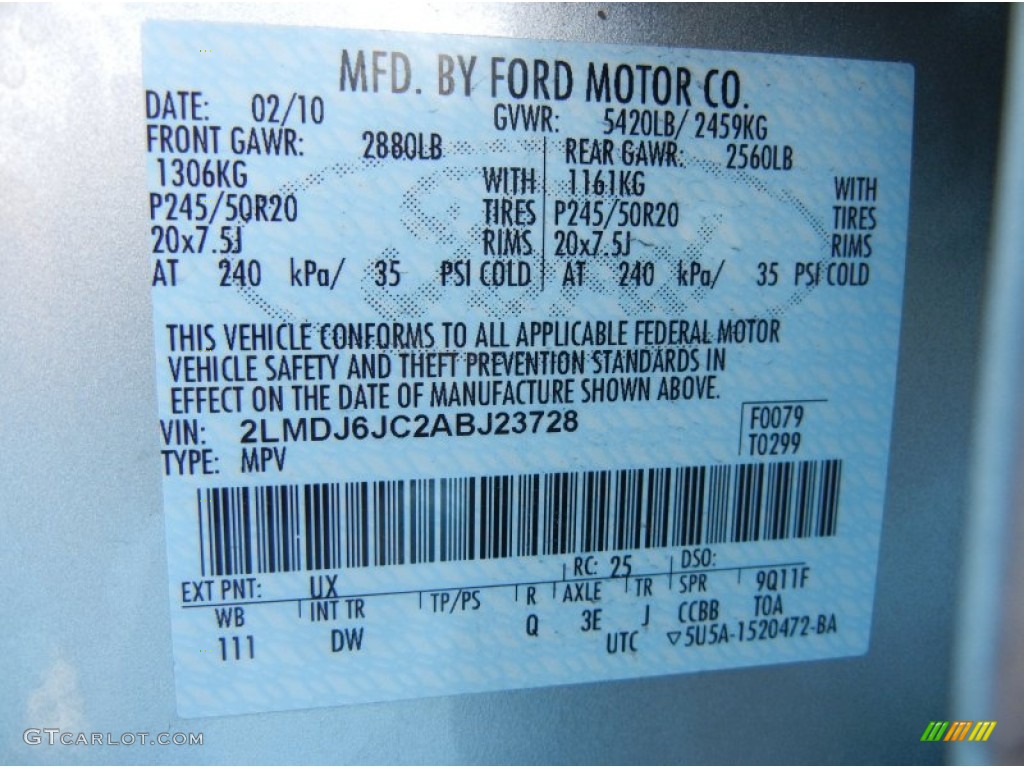 MFD. BY FORD MOTOR CO.
DATE: 02/10 GVWR: 5420LB/ 2459KG
FRONT GAWR: 2880LB REAR GAWR: 2560LB
1306KG WITH 1161KG WITH
P245/50R20 TIRES P245/50R20 TIRES
20x7.5J RIMS 20x7.5J RIMS
AT 240 kPa/ 35 PSI COLD AT 240 kPa/ 35 PSI COLD
THIS VEHICLE CONFORMS TO ALL APPLICABLE FEDERAL MOTOR
VEHICLE SAFETY AND THEFT PREVENTION STANDARDS IN
EFFECT ON THE DATE OF MANUFACTURE SHOWN ABOVE.
VIN: 2LMDJ6JC2ABJ23728 F0079
TYPE: MPV T0299
EXT PNT: UX RC: 25 DSO:
WB INT TR TP/PS R AXLE TR SPR 9Q11F
111 DW Q 3E J CCBB TOA
UTC ▽5U5A-1520472-BA
GTCARLOT.COM